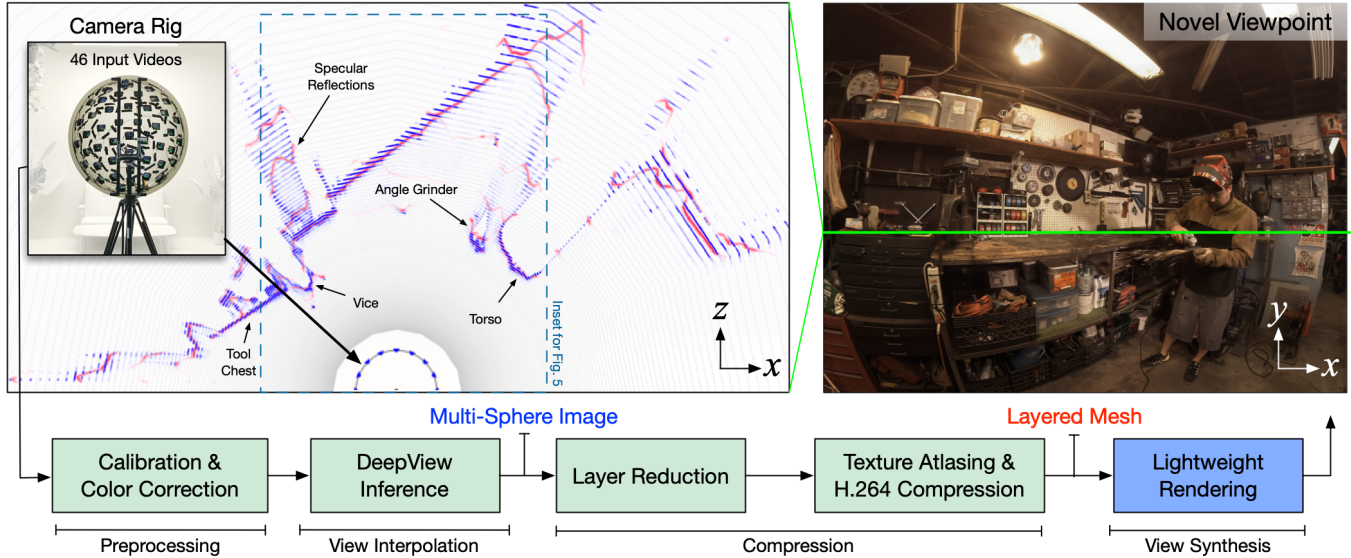 Camera Rig
46 Input Videos
Specular
Reflections
Angle Grinder
Vice
Torso
Tool
Chest
Inset for Fig. 5
z
x
Novel Viewpoint
y
x
Multi-Sphere Image
Layered Mesh
Calibration &
Color Correction
DeepView
Inference
Layer Reduction
Texture Atlasing &
H.264 Compression
Lightweight
Rendering
Preprocessing
View Interpolation
Compression
View Synthesis